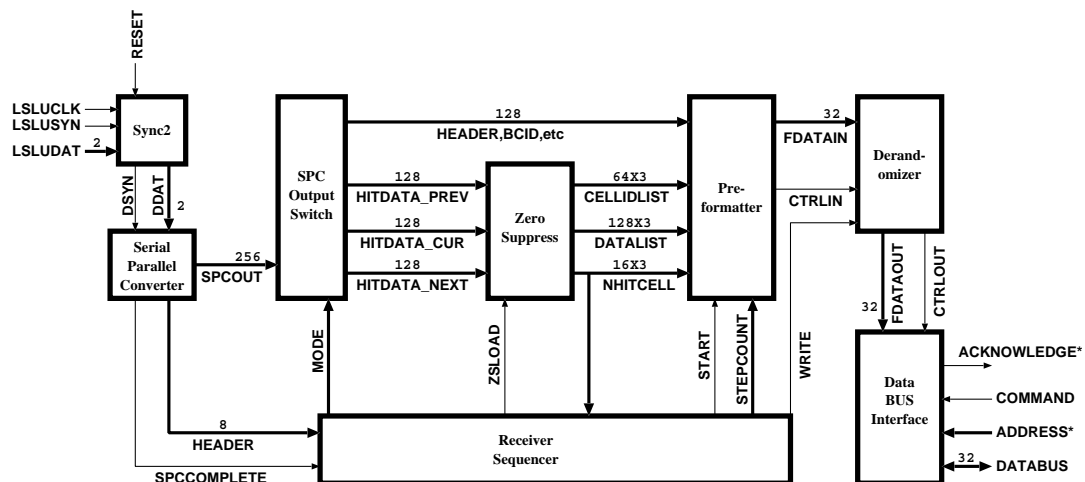 RESET
LSLUCLK
LSLUSYN
LSLUDAT
2
Sync2
DSYN
DDAT
2
Serial
Parallel
Converter
256
SPCOUT
SPC
Output
Switch
128
HEADER,BCID,etc
128
HITDATA_PREV
128
HITDATA_CUR
128
HITDATA_NEXT
Zero
Suppress
64X3
CELLIDLIST
128X3
DATALIST
16X3
NHITCELL
Pre-
formatter
32
FDATAIN
CTRLIN
Derand-
omizer
32
FDATAOUT
CTRLOUT
MODE
ZSLOAD
START
STEPCOUNT
WRITE
8
HEADER
SPCCOMPLETE
Receiver
Sequencer
Data
BUS
Interface
ACKNOWLEDGE*
COMMAND
ADDRESS*
32
DATABUS